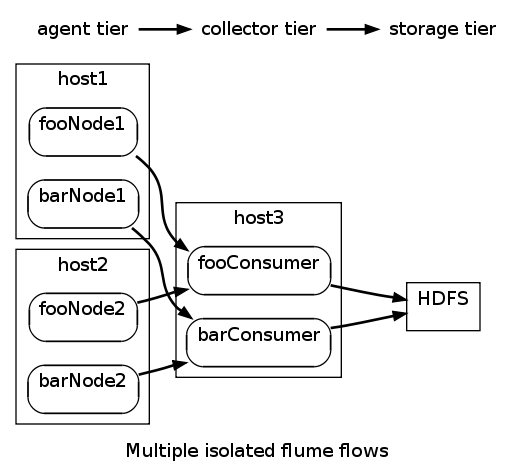 agent tier
collector tier
storage tier
host1
fooNode1
barNode1
host2
fooNode2
barNode2
host3
fooConsumer
barConsumer
HDFS
Multiple isolated flume flows